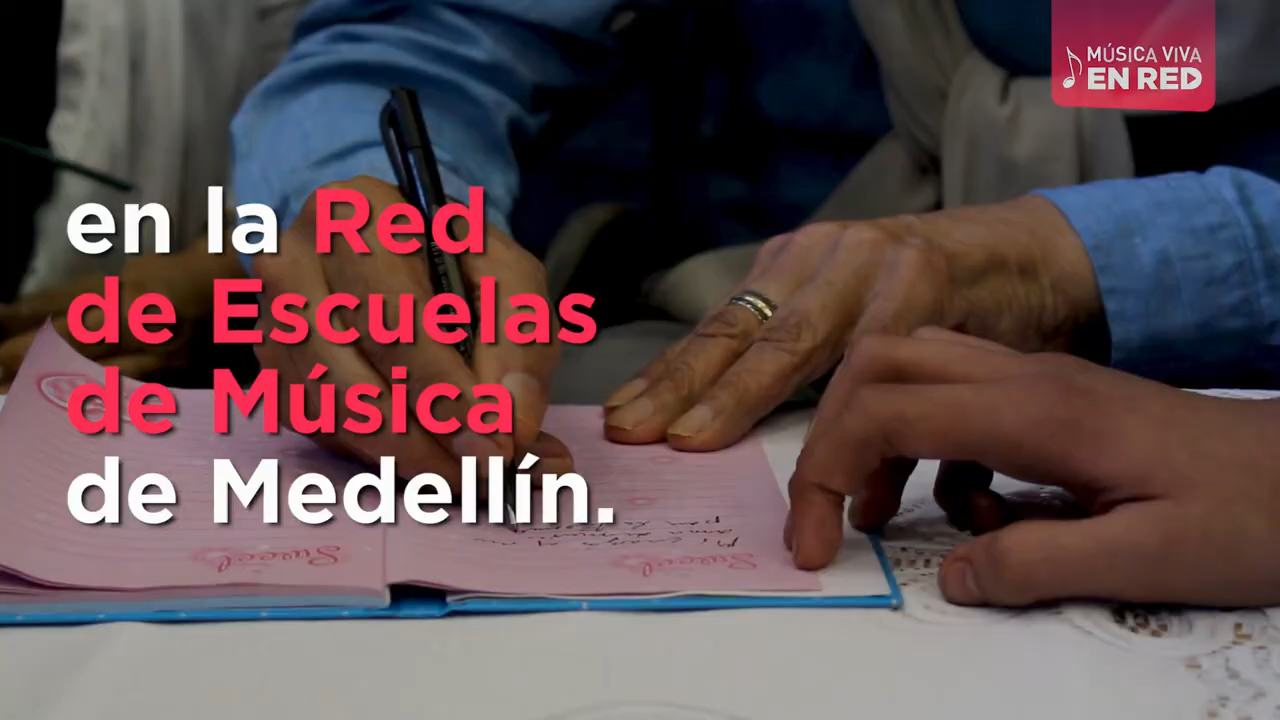 MÚSICA VIVA
EN RED
en la Red
de Escuelas
de Música
de Medellín.
Sweet
Sweet